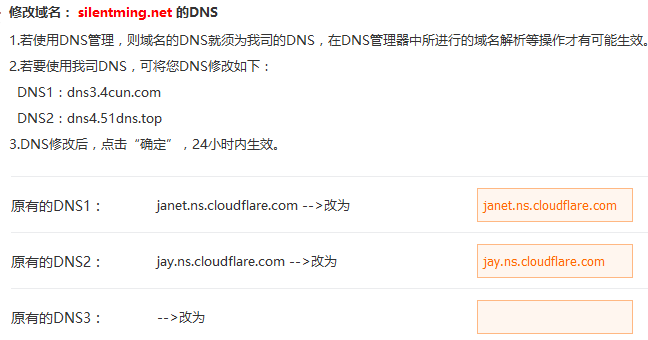 修改域名： silentming.net 的DNS
1.若使用DNS管理，则域名的DNS就须为我司的DNS，在DNS管理器中所进行的域名解析等操作才有可能生效。
2.若要使用我司DNS，可将您DNS修改如下：
DNS1：dns3.4cun.com
DNS2：dns4.51dns.top
3.DNS修改后，点击“确定”，24小时内生效。
原有的DNS1： janet.ns.cloudflare.com -->改为 janet.ns.cloudflare.com
原有的DNS2： jay.ns.cloudflare.com -->改为 jay.ns.cloudflare.com
原有的DNS3： -->改为